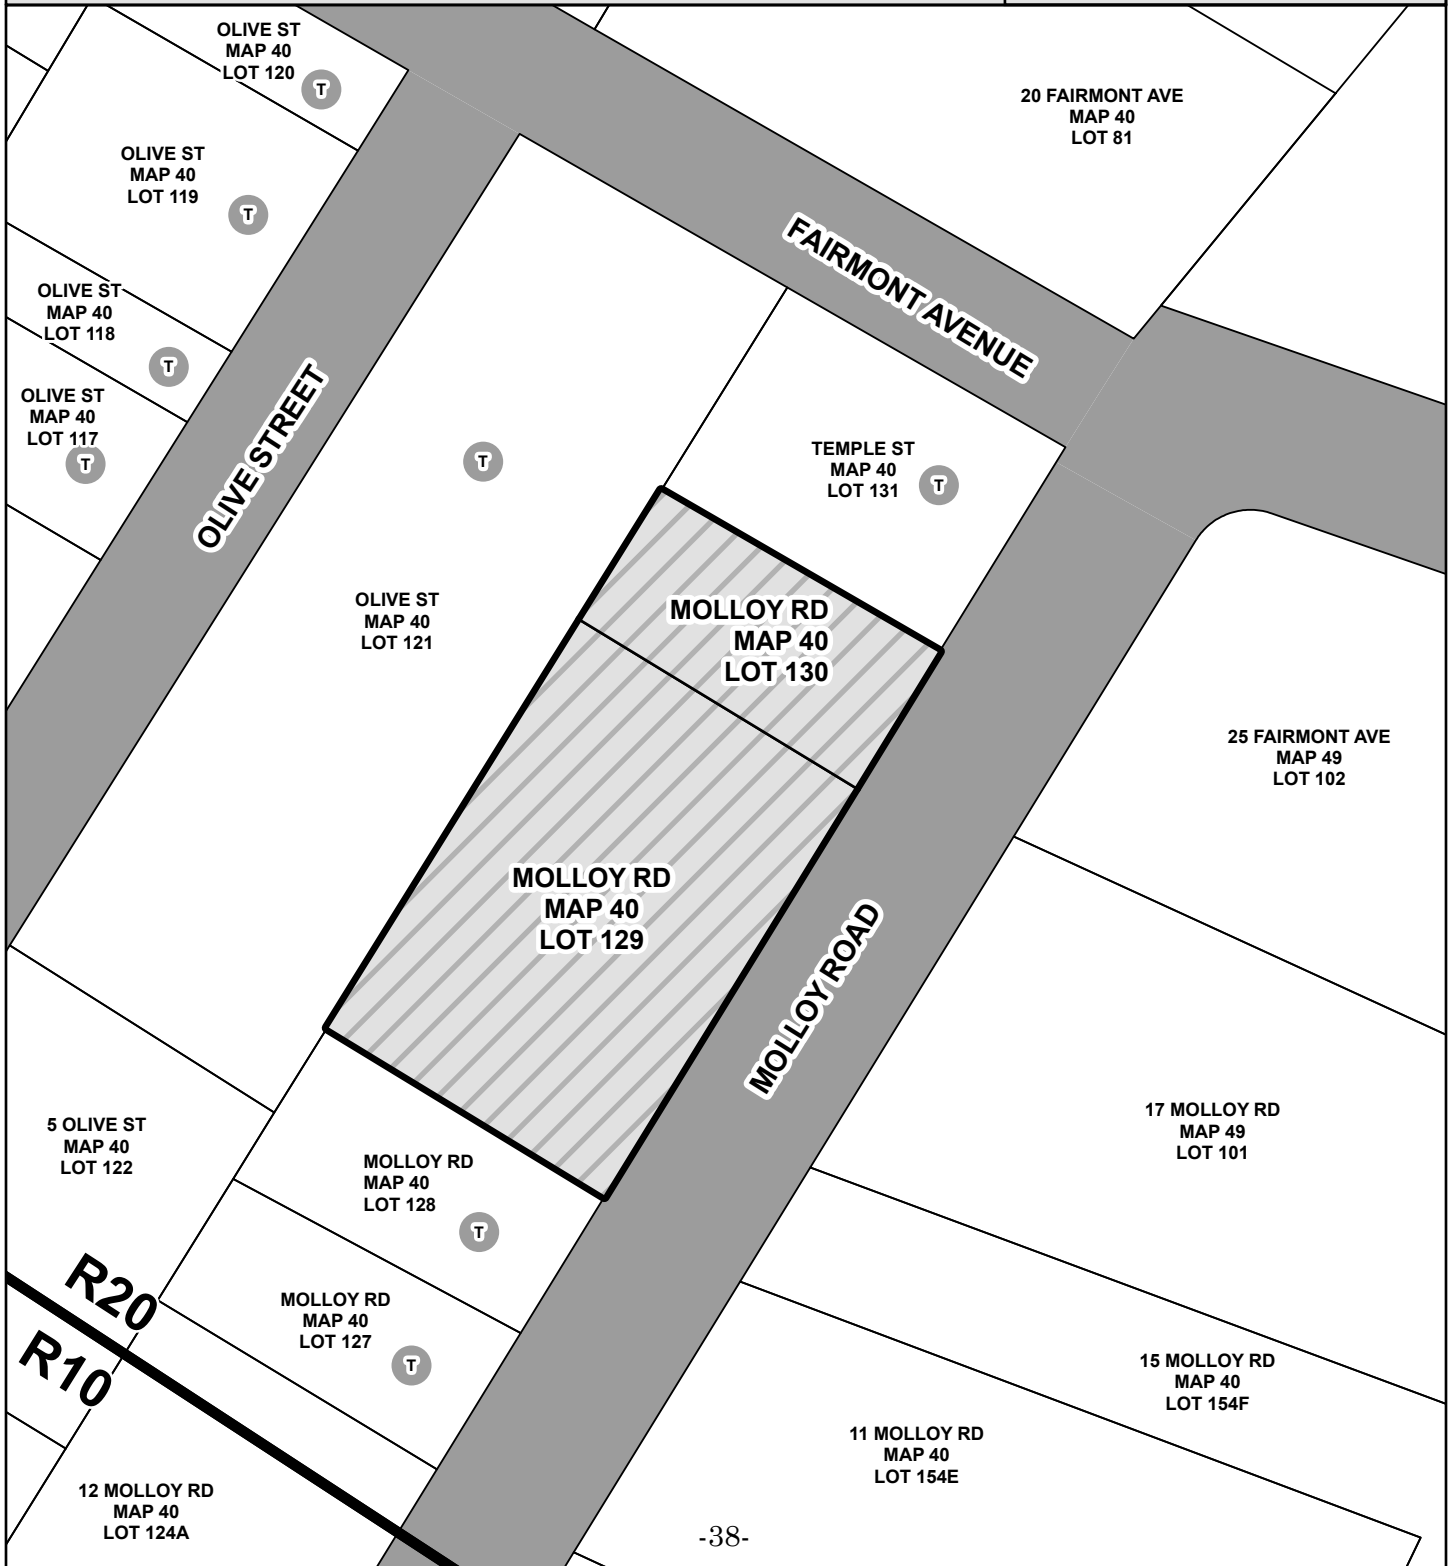 OLIVE ST
MAP 40
LOT 120
T
20 FAIRMONT AVE
MAP 40
LOT 81
OLIVE ST
MAP 40
LOT 119
T
FAIRMONT AVENUE
OLIVE ST
MAP 40
LOT 118
T
OLIVE ST
MAP 40
LOT 117
T
OLIVE STREET
T
TEMPLE ST
MAP 40
LOT 131
T
OLIVE ST
MAP 40
LOT 121
MOLLOY RD
MAP 40
LOT 130
25 FAIRMONT AVE
MAP 49
LOT 102
MOLLOY RD
MAP 40
LOT 129
MOLLOY ROAD
5 OLIVE ST
MAP 40
LOT 122
17 MOLLOY RD
MAP 49
LOT 101
MOLLOY RD
MAP 40
LOT 128
T
R20
R10
MOLLOY RD
MAP 40
LOT 127
T
15 MOLLOY RD
MAP 40
LOT 154F
11 MOLLOY RD
MAP 40
LOT 154E
12 MOLLOY RD
MAP 40
LOT 124A
-38-